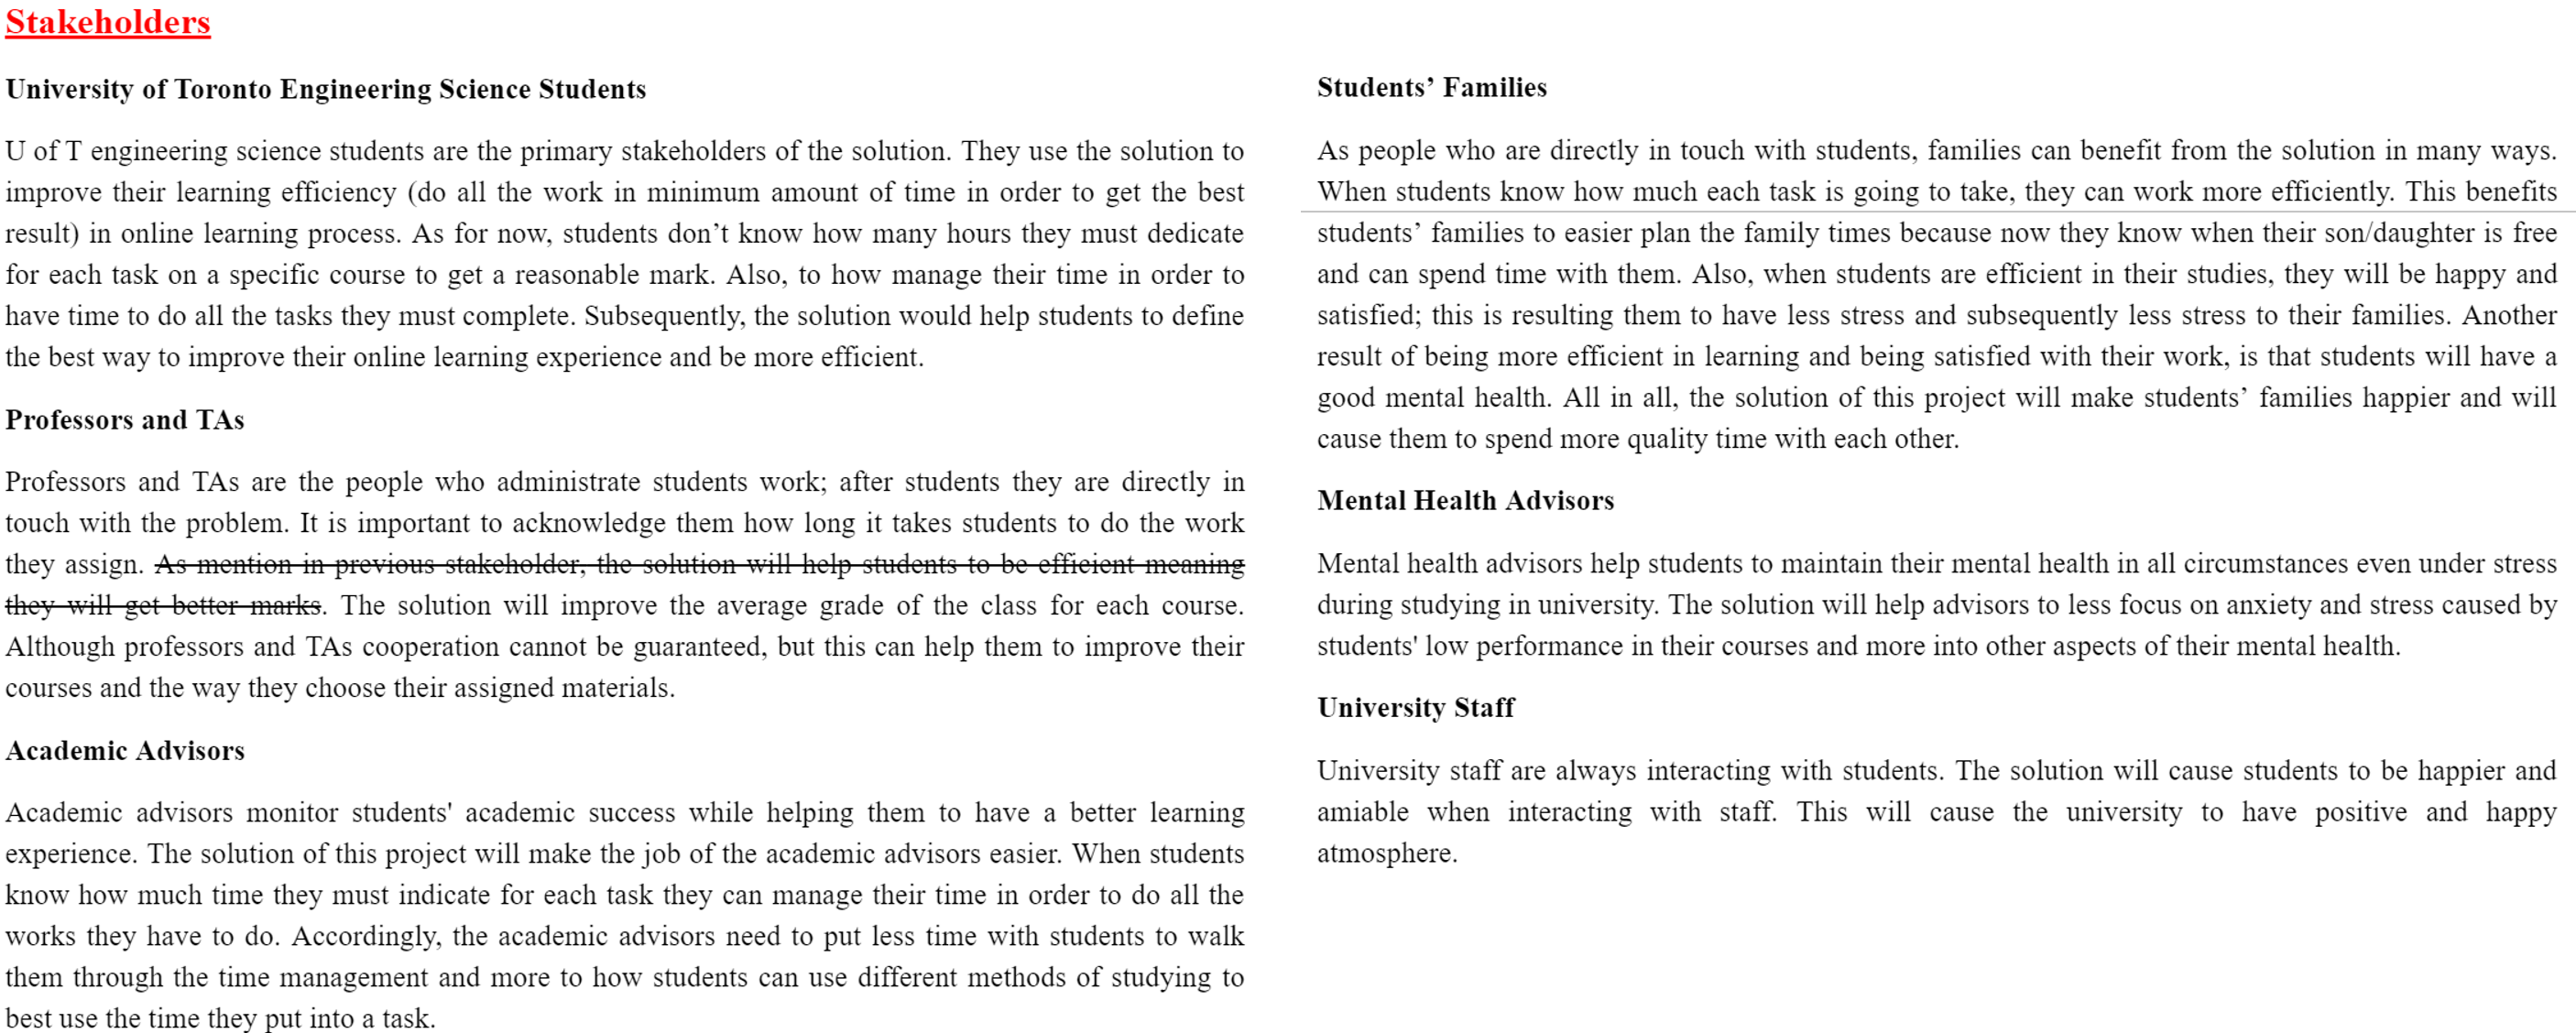 Stakeholders
University of Toronto Engineering Science Students
U of T engineering science students are the primary stakeholders of the solution. They use the solution to
improve their learning efficiency (do all the work in minimum amount of time in order to get the best
result) in online learning process. As for now, students don’t know how many hours they must dedicate
for each task on a specific course to get a reasonable mark. Also, to how manage their time in order to
have time to do all the tasks they must complete. Subsequently, the solution would help students to define
the best way to improve their online learning experience and be more efficient.
Professors and TAs
Professors and TAs are the people who administrate students work; after students they are directly in
touch with the problem. It is important to acknowledge them how long it takes students to do the work
they assign. As mention in previous stakeholder, the solution will help students to be efficient meaning
they will get better marks. The solution will improve the average grade of the class for each course.
Although professors and TAs cooperation cannot be guaranteed, but this can help them to improve their
courses and the way they choose their assigned materials.
Academic Advisors
Academic advisors monitor students' academic success while helping them to have a better learning
experience. The solution of this project will make the job of the academic advisors easier. When students
know how much time they must indicate for each task they can manage their time in order to do all the
works they have to do. Accordingly, the academic advisors need to put less time with students to walk
them through the time management and more to how students can use different methods of studying to
best use the time they put into a task.
Students’ Families
As people who are directly in touch with students, families can benefit from the solution in many ways.
When students know how much each task is going to take, they can work more efficiently. This benefits
students’ families to easier plan the family times because now they know when their son/daughter is free
and can spend time with them. Also, when students are efficient in their studies, they will be happy and
satisfied; this is resulting them to have less stress and subsequently less stress to their families. Another
result of being more efficient in learning and being satisfied with their work, is that students will have a
good mental health. All in all, the solution of this project will make students’ families happier and will
cause them to spend more quality time with each other.
Mental Health Advisors
Mental health advisors help students to maintain their mental health in all circumstances even under stress
during studying in university. The solution will help advisors to less focus on anxiety and stress caused by
students' low performance in their courses and more into other aspects of their mental health.
University Staff
University staff are always interacting with students. The solution will cause students to be happier and
amiable when interacting with staff. This will cause the university to have positive and happy
atmosphere.